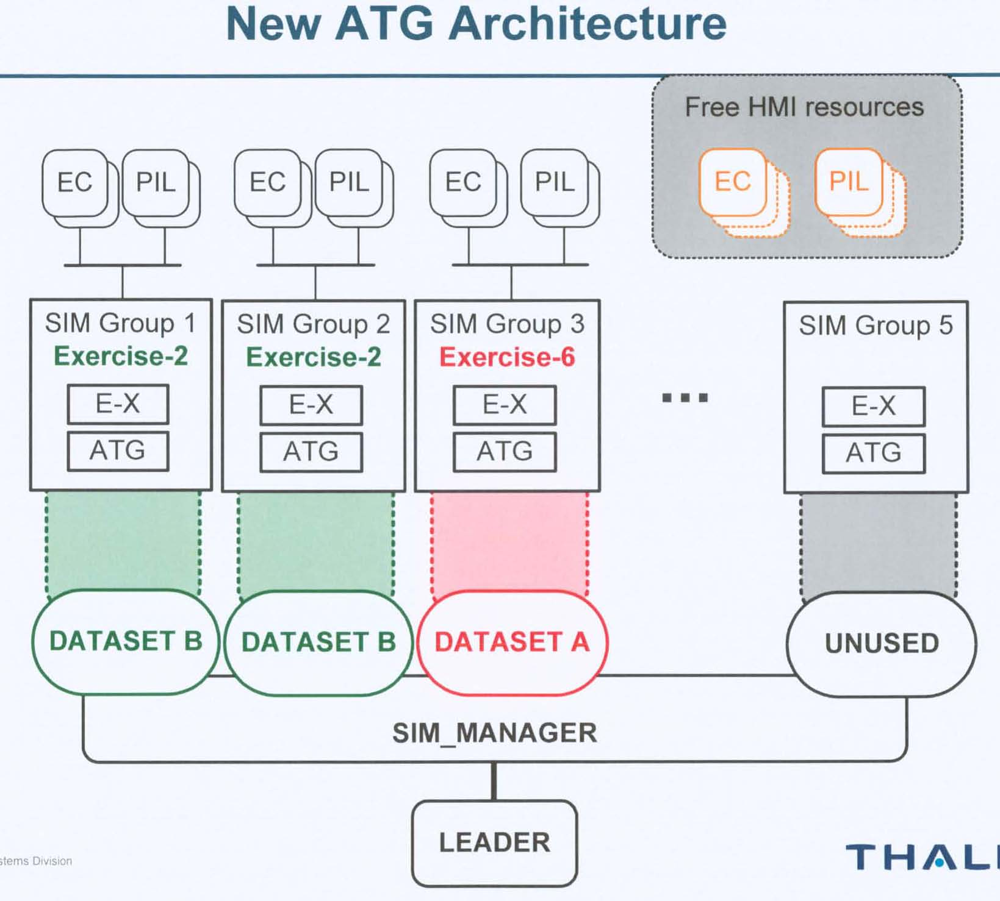 New ATG Architecture
Free HMI resources
EC
PIL
EC
PIL
EC
PIL
EC
PIL
SIM Group 1
Exercise-2
E-X
ATG
SIM Group 2
Exercise-2
E-X
ATG
SIM Group 3
Exercise-6
E-X
ATG
...
SIM Group 5
E-X
ATG
DATASET B
DATASET B
DATASET A
UNUSED
SIM_MANAGER
LEADER
stems Division
THAL